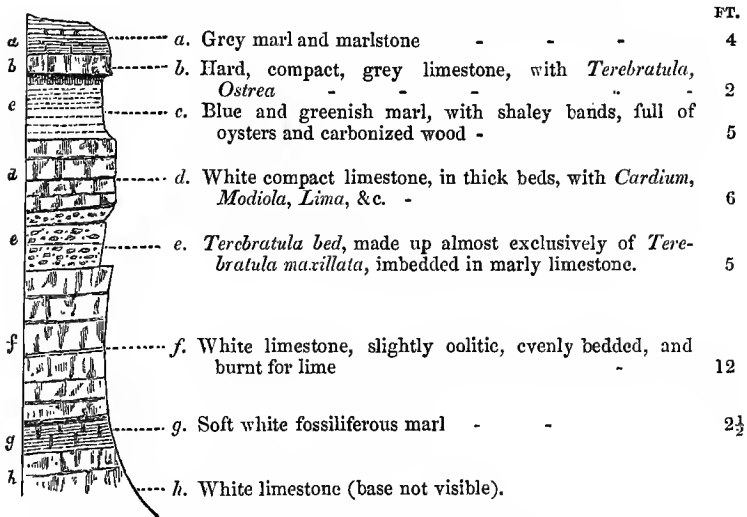 FT.
a a. Grey marl and marlstone - - - 4
b b. Hard, compact, grey limestone, with Terebratula,
Ostrea - - - - - 2
c c. Blue and greenish marl, with shaley bands, full of
oysters and carbonized wood - 5
d d. White compact limestone, in thick beds, with Cardium,
Modiola, Lima, &c. - 6
e e. Terebratula bed, made up almost exclusively of Tere-
bratula maxillata, imbedded in marly limestone. 5
f f. White limestone, slightly oolitic, evenly bedded, and
burnt for lime - 12
g. Soft white fossiliferous marl - - 2½
g
h
h. White limestone (base not visible).